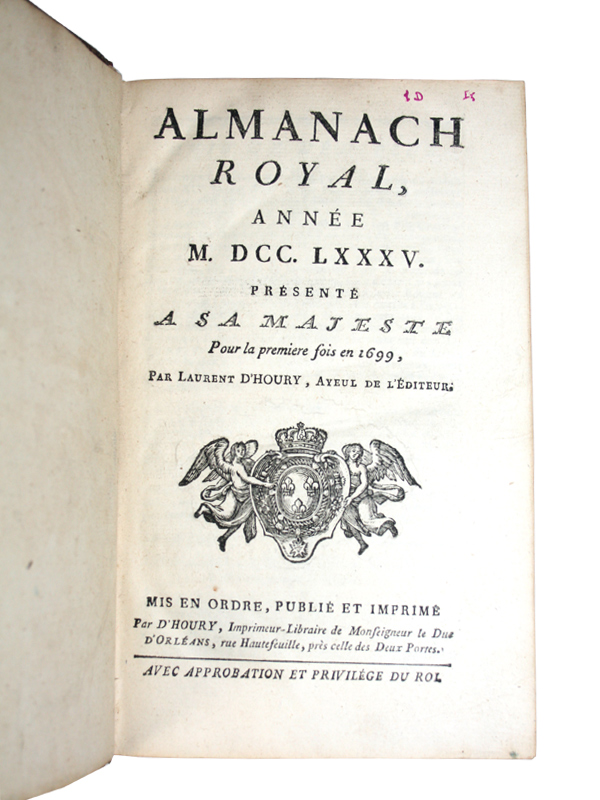 ALMANACH
ROYAL,
ANNÉE
M. DCC. LXXXV.
PRÉSENTÉ
A SA MAJESTE
Pour la premiere fois en 1699,
PAR LAURENT D'HOURY, AYEUL DE L'ÉDITEUR;
MIS EN ORDRE, PUBLIÉ ET IMPRIMÉ
Par D'HOURY, Imprimeur-Libraire de Monſeigneur le Duc
D'ORLÉANS, rue Hautefeuille, près celle des Deux Portes.
AVEC APPROBATION ET PRIVILÉGE DU ROI.